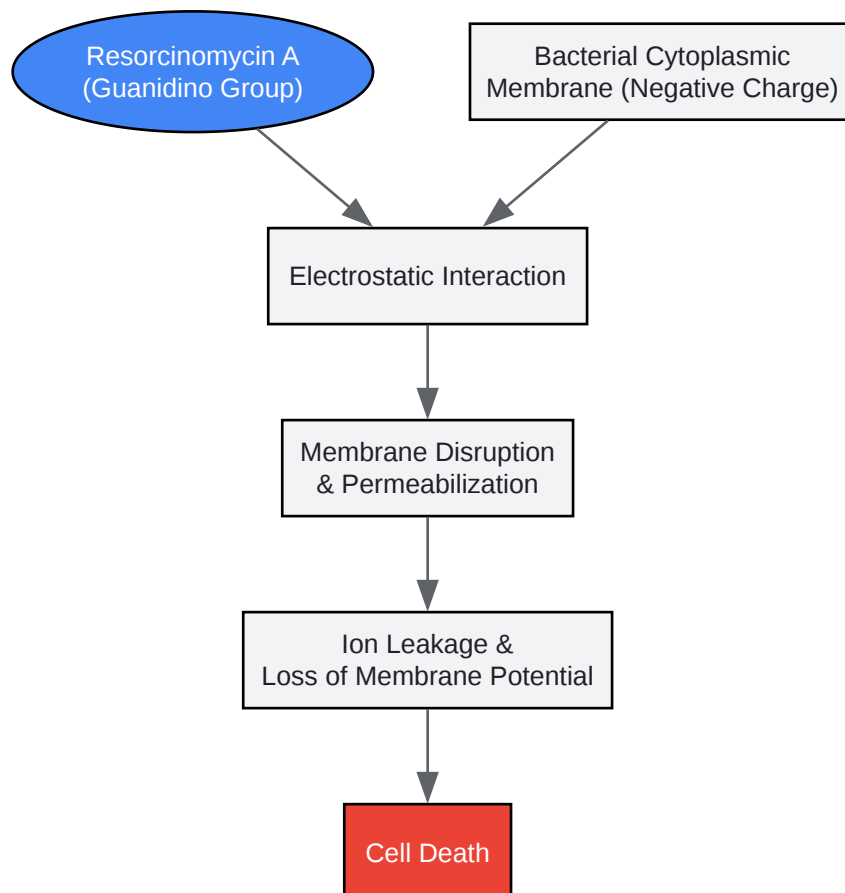 Resorcinomycin A
(Guanidino Group)
Bacterial Cytoplasmic
Membrane (Negative Charge)
Electrostatic Interaction
Membrane Disruption
& Permeabilization
Ion Leakage &
Loss of Membrane Potential
Cell Death